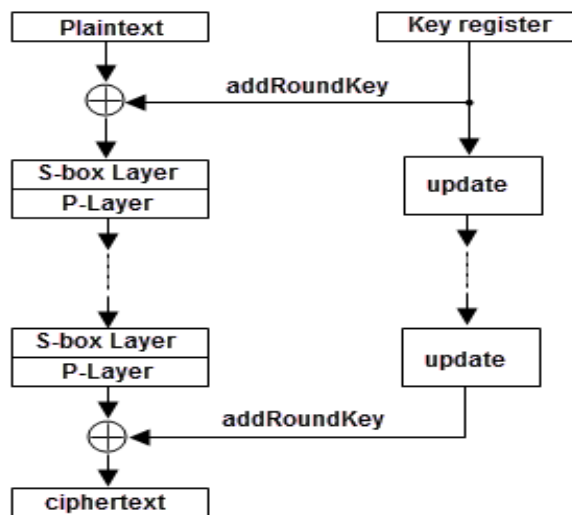 Plaintext
Key register
addRoundKey
S-box Layer
P-Layer
update
S-box Layer
P-Layer
update
addRoundKey
ciphertext